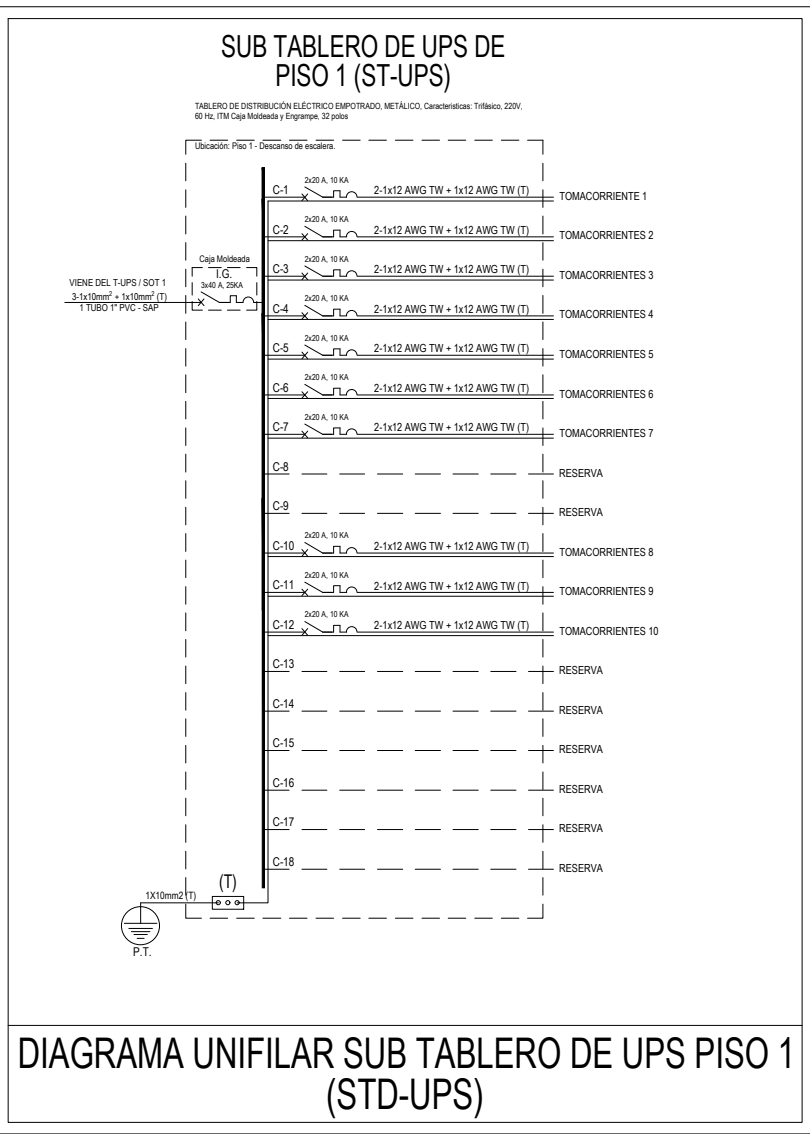 SUB TABLERO DE UPS DE
PISO 1 (ST-UPS)
TABLERO DE DISTRIBUCIÓN ELÉCTRICO EMPOTRADO, METÁLICO, Caracteristicas: Trifásico, 220V,
60 Hz, ITM Caja Moldeada y Engrampe, 32 polos
Ubicación: Piso 1 - Descanso de escalera.
VIENE DEL T-UPS / SOT 1
3-1x10mm² + 1x10mm² (T)
1 TUBO 1" PVC - SAP
Caja Moldeada
I.G.
3x40 A, 25KA
C-1 2x20 A, 10 KA 2-1x12 AWG TW + 1x12 AWG TW (T) TOMACORRIENTE 1
C-2 2x20 A, 10 KA 2-1x12 AWG TW + 1x12 AWG TW (T) TOMACORRIENTES 2
C-3 2x20 A, 10 KA 2-1x12 AWG TW + 1x12 AWG TW (T) TOMACORRIENTES 3
C-4 2x20 A, 10 KA 2-1x12 AWG TW + 1x12 AWG TW (T) TOMACORRIENTES 4
C-5 2x20 A, 10 KA 2-1x12 AWG TW + 1x12 AWG TW (T) TOMACORRIENTES 5
C-6 2x20 A, 10 KA 2-1x12 AWG TW + 1x12 AWG TW (T) TOMACORRIENTES 6
C-7 2x20 A, 10 KA 2-1x12 AWG TW + 1x12 AWG TW (T) TOMACORRIENTES 7
C-8 RESERVA
C-9 RESERVA
C-10 2x20 A, 10 KA 2-1x12 AWG TW + 1x12 AWG TW (T) TOMACORRIENTES 8
C-11 2x20 A, 10 KA 2-1x12 AWG TW + 1x12 AWG TW (T) TOMACORRIENTES 9
C-12 2x20 A, 10 KA 2-1x12 AWG TW + 1x12 AWG TW (T) TOMACORRIENTES 10
C-13 RESERVA
C-14 RESERVA
C-15 RESERVA
C-16 RESERVA
C-17 RESERVA
C-18 RESERVA
(T)
1X10mm2 (T)
P.T.
DIAGRAMA UNIFILAR SUB TABLERO DE UPS PISO 1
(STD-UPS)